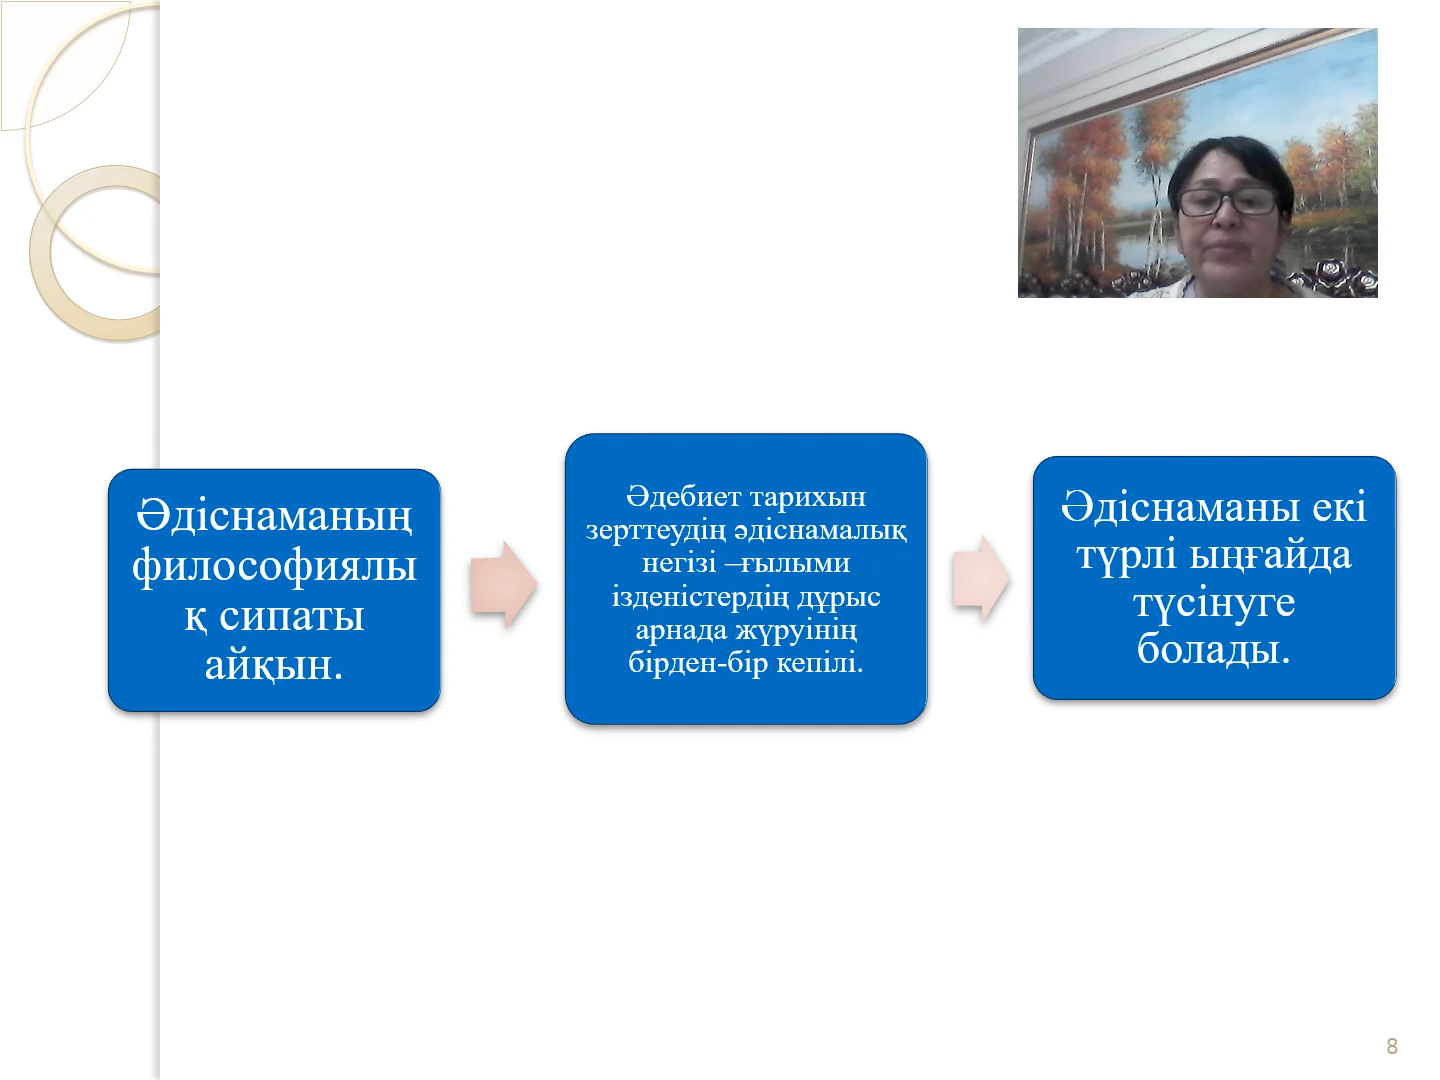 Әдіснаманың
философиялы
қ сипаты
айқын.
Әдебиет тарихын
зерттеудің әдіснамалық
негізі –ғылыми
ізденістердің дұрыс
арнада жүруінің
бірден-бір кепілі.
Әдіснаманы екі
түрлі ыңғайда
түсінуге
болады.
8